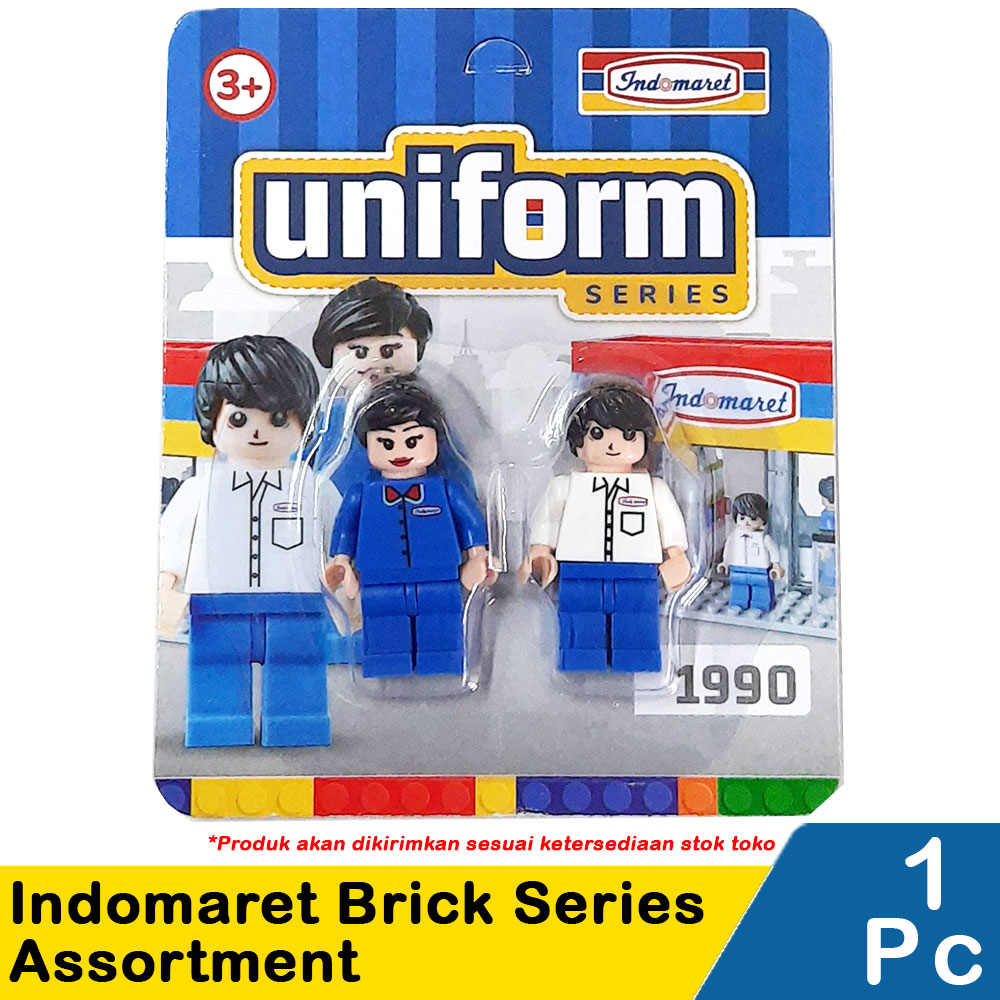 3+
Indomaret
uniform
SERIES
Indomaret
1990
*Produk akan dikirimkan sesuai ketersediaan stok toko
Indomaret Brick Series
Assortment
1
Pc